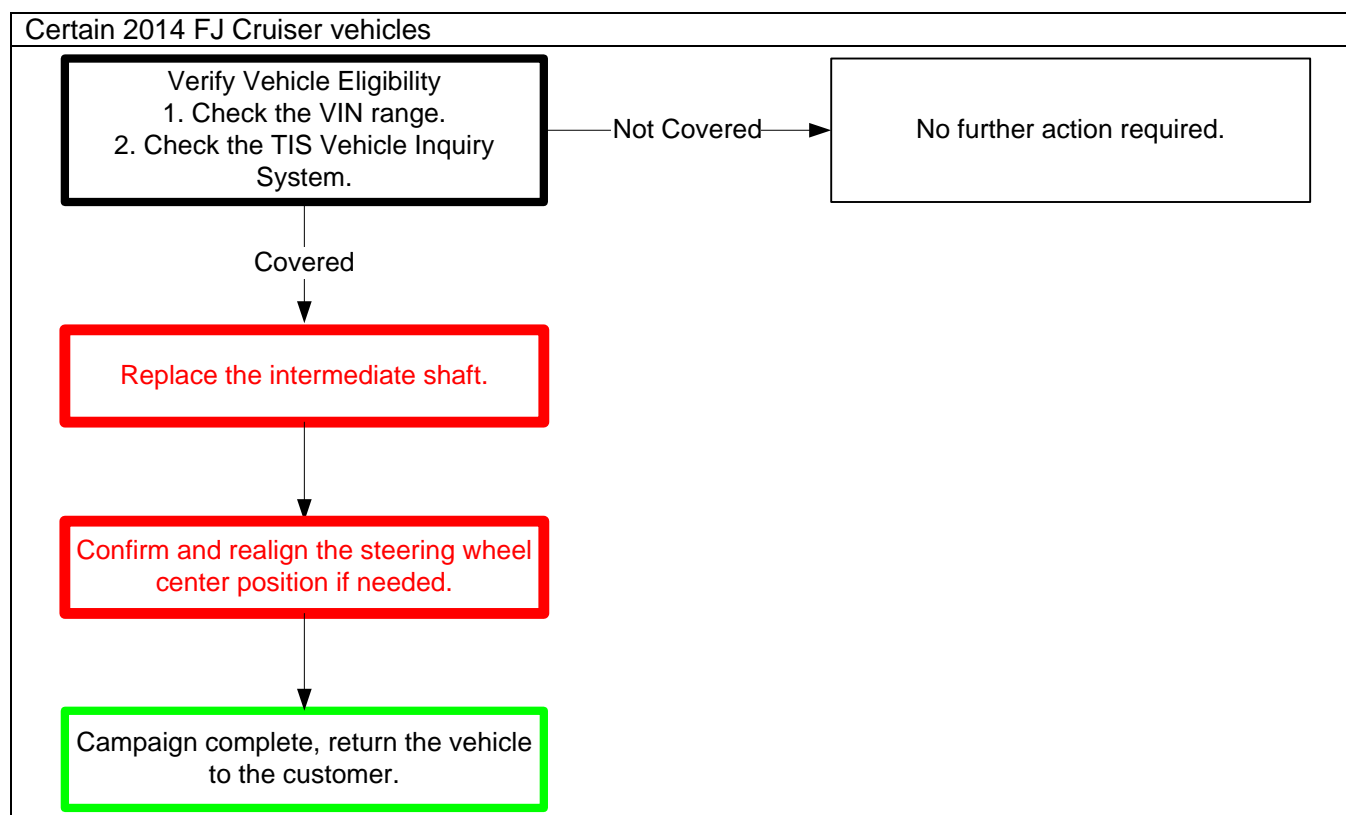 Certain 2014 FJ Cruiser vehicles
Verify Vehicle Eligibility
1. Check the VIN range.
2. Check the TIS Vehicle Inquiry
System.
Not Covered
No further action required.
Covered
Replace the intermediate shaft.
Confirm and realign the steering wheel
center position if needed.
Campaign complete, return the vehicle
to the customer.